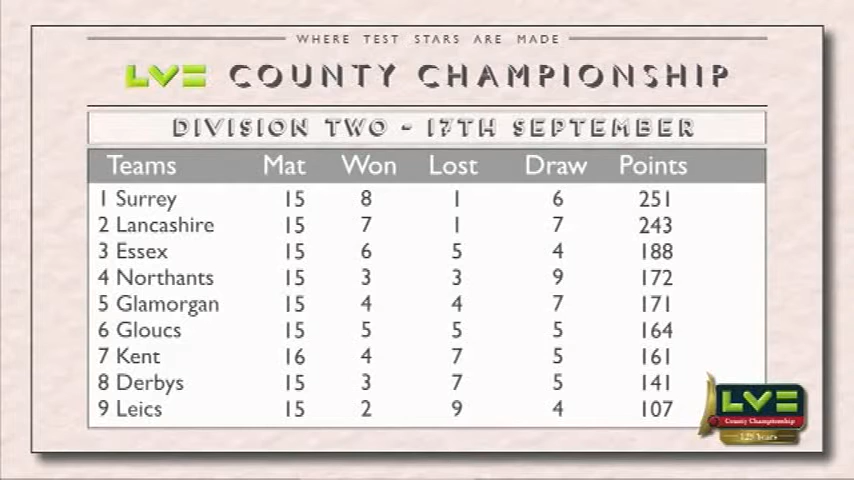 WHERE TEST STARS ARE MADE
LV= COUNTY CHAMPIONSHIP
DIVISION TWO - 17TH SEPTEMBER
Teams Mat Won Lost Draw Points
1 Surrey 15 8 1 6 251
2 Lancashire 15 7 1 7 243
3 Essex 15 6 5 4 188
4 Northants 15 3 3 9 172
5 Glamorgan 15 4 4 7 171
6 Gloucs 15 5 5 5 164
7 Kent 16 4 7 5 161
8 Derbys 15 3 7 5 141
9 Leics 15 2 9 4 107
LV=
County Championship
125 Years